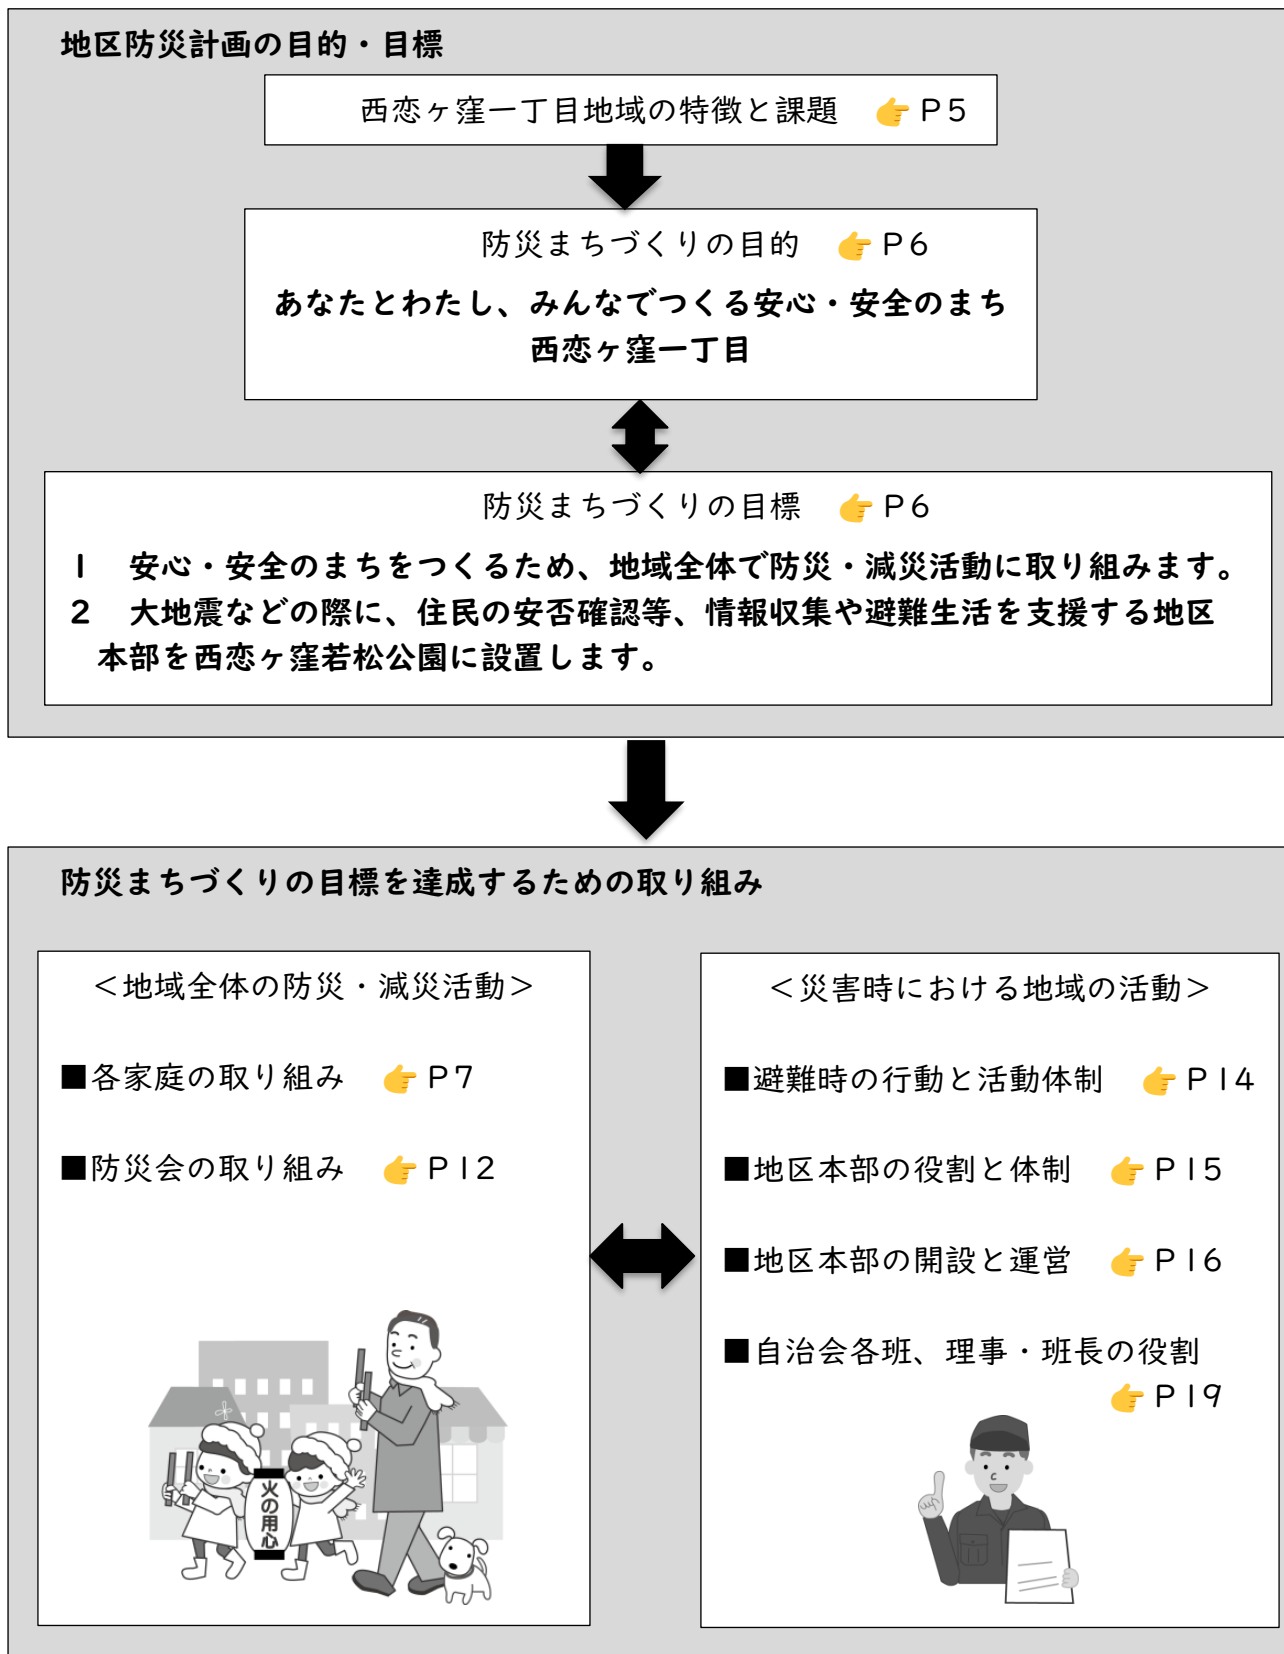 地区防災計画の目的・目標
西恋ヶ窪一丁目地域の特徴と課題　👉P5
防災まちづくりの目的　👉P6
あなたとわたし、みんなでつくる安心・安全のまち
西恋ヶ窪一丁目
防災まちづくりの目標　👉P6
1　安心・安全のまちをつくるため、地域全体で防災・減災活動に取り組みます。
2　大地震などの際に、住民の安否確認等、情報収集や避難生活を支援する地区
本部を西恋ヶ窪若松公園に設置します。
防災まちづくりの目標を達成するための取り組み
＜地域全体の防災・減災活動＞
■各家庭の取り組み　👉P7
■防災会の取り組み　👉P12
火の用心
＜災害時における地域の活動＞
■避難時の行動と活動体制　👉P14
■地区本部の役割と体制　👉P15
■地区本部の開設と運営　👉P16
■自治会各班、理事・班長の役割
👉P19